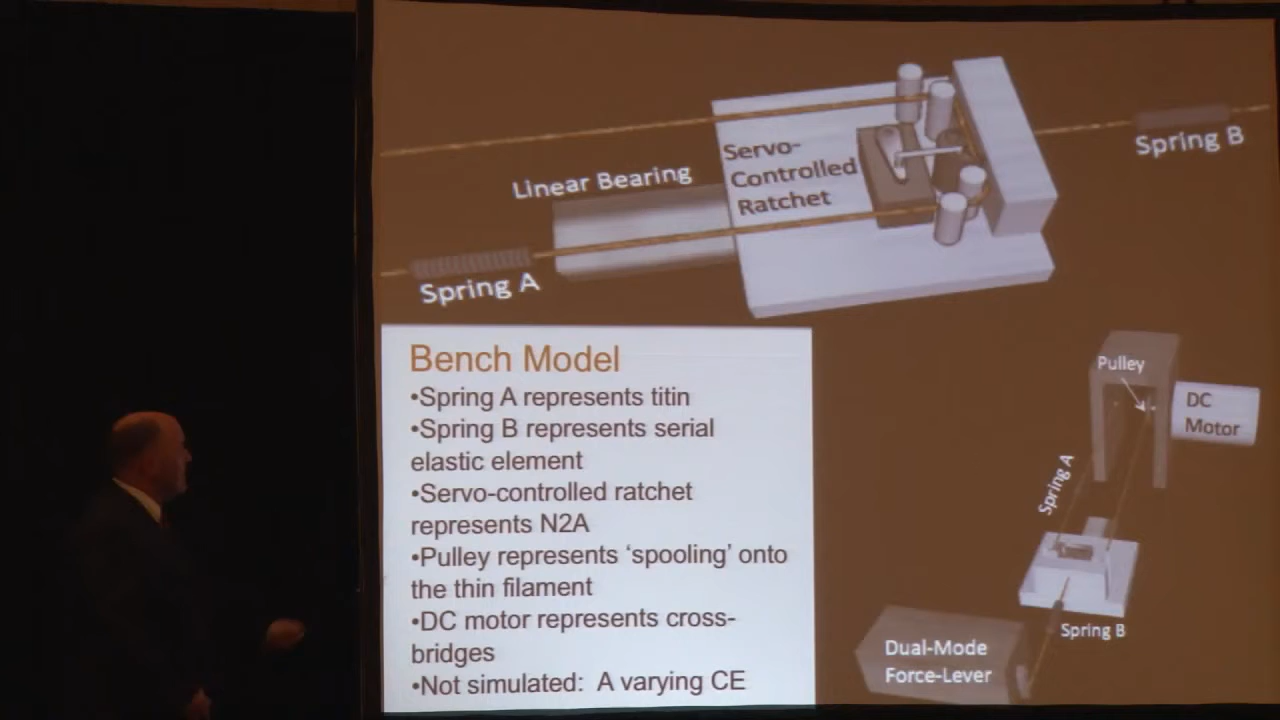 Servo-
Controlled
Ratchet
Linear Bearing
Spring A
Spring B
Bench Model
•Spring A represents titin
•Spring B represents serial
elastic element
•Servo-controlled ratchet
represents N2A
•Pulley represents ‘spooling’ onto
the thin filament
•DC motor represents cross-
bridges
•Not simulated:  A varying CE
Pulley
DC
Motor
Spring A
Spring B
Dual-Mode
Force-Lever